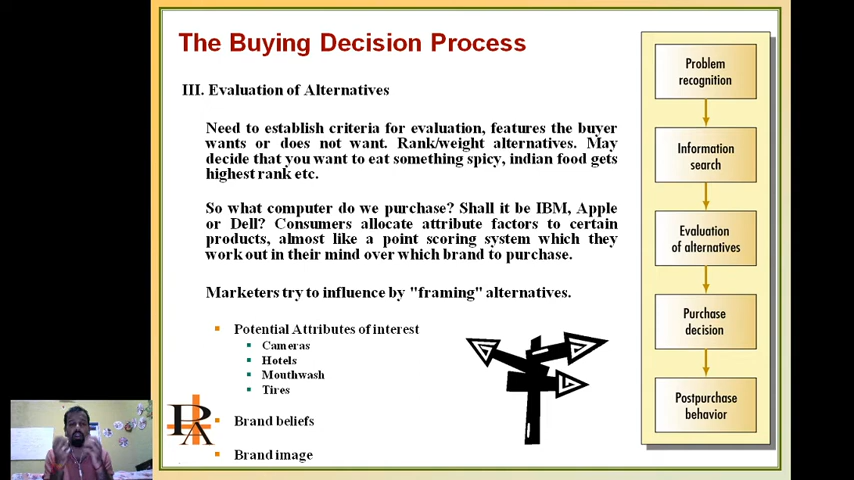 The Buying Decision Process
III. Evaluation of Alternatives
Need to establish criteria for evaluation, features the buyer
wants or does not want. Rank/weight alternatives. May
decide that you want to eat something spicy, indian food gets
highest rank etc.
So what computer do we purchase? Shall it be IBM, Apple
or Dell? Consumers allocate attribute factors to certain
products, almost like a point scoring system which they
work out in their mind over which brand to purchase.
Marketers try to influence by "framing" alternatives.
Potential Attributes of interest
Cameras
Hotels
Mouthwash
Tires
Brand beliefs
Brand image
Problem
recognition
Information
search
Evaluation
of alternatives
Purchase
decision
Postpurchase
behavior
PA